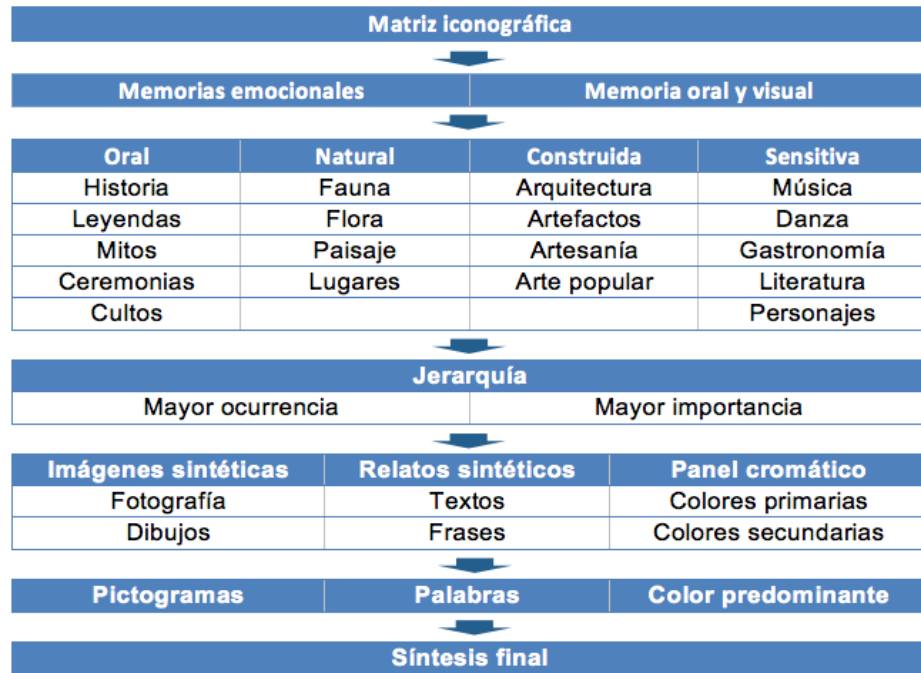 Matriz iconográfica
Memorias emocionales Memoria oral y visual
Oral Natural Construida Sensitiva
Historia Fauna Arquitectura Música
Leyendas Flora Artefactos Danza
Mitos Paisaje Artesanía Gastronomía
Ceremonias Lugares Arte popular Literatura
Cultos Personajes
Jerarquía
Mayor ocurrencia Mayor importancia
Imágenes sintéticas Relatos sintéticos Panel cromático
Fotografía Textos Colores primarias
Dibujos Frases Colores secundarias
Pictogramas Palabras Color predominante
Síntesis final